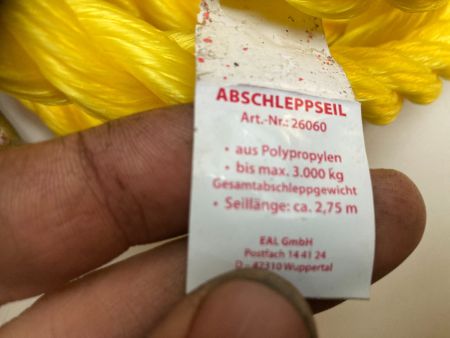 ABSCHLEPPSEIL
Art.-Nr.: 26060
• aus Polypropylen
• bis max. 3.000 kg
Gesamtabschleppgewicht
• Seillänge: ca. 2,75 m
EAL GmbH
Postfach 14 41 24
D - 42310 Wuppertal